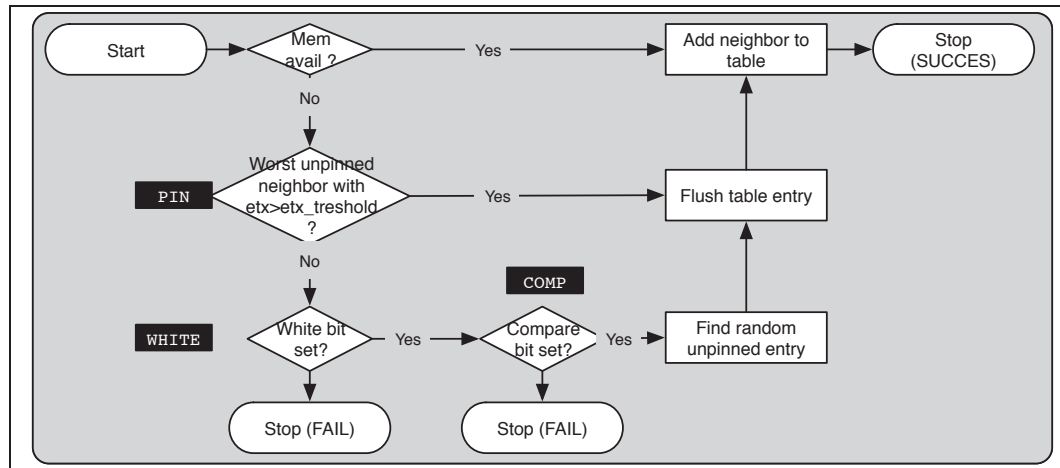 Start
Mem
avail ?
Yes
Add neighbor to
table
Stop
(SUCCES)
No
PIN
Worst unpinned
neighbor with
etx>etx_treshold
?
Yes
Flush table entry
No
COMP
WHITE
White bit
set?
Yes
Compare
bit set?
Yes
Find random
unpinned entry
Stop (FAIL)
Stop (FAIL)